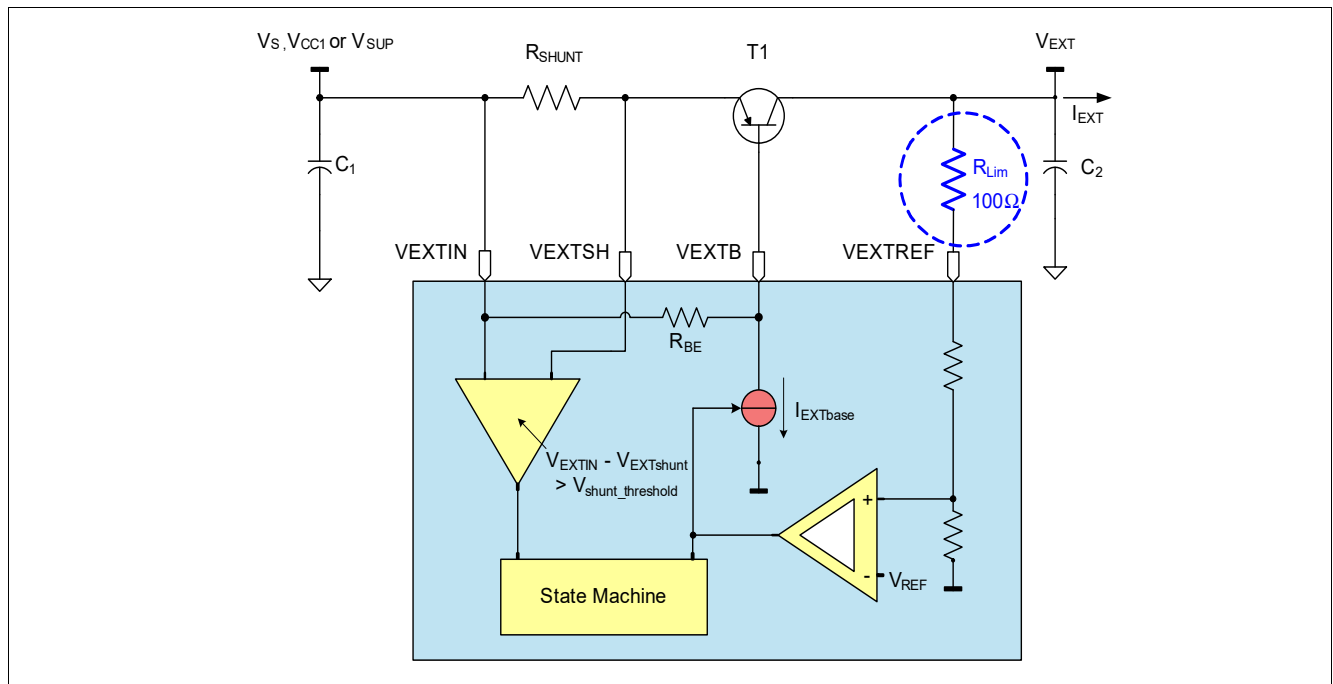 VS,VCC1 or VSUP
RSHUNT
T1
VEXT
IEXT
C1
RLim
100Ω
C2
VEXTIN
VEXTSH
VEXTB
VEXTREF
RBE
IEXTbase
VEXTIN - VEXTshunt
> Vshunt_threshold
+
-
VREF
State Machine